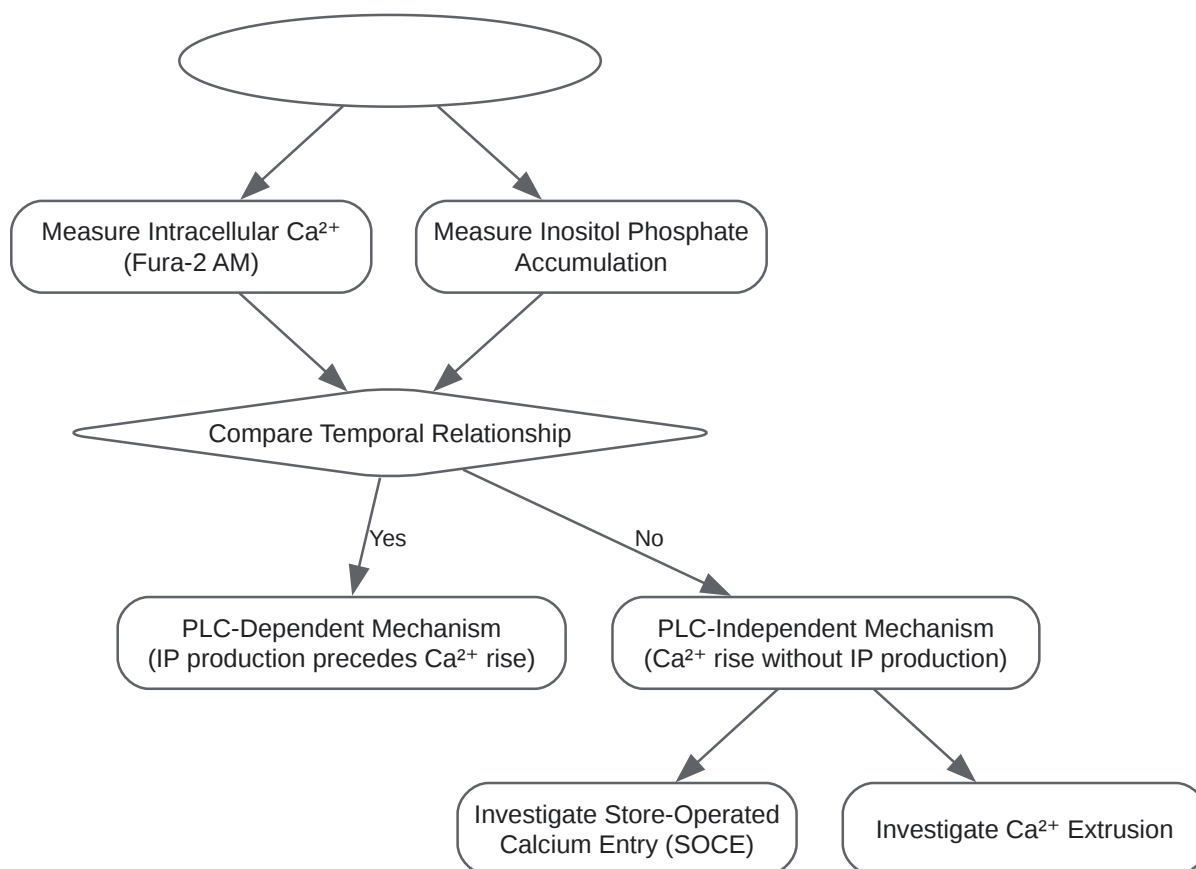 Measure Intracellular Ca²⁺
(Fura-2 AM)
Measure Inositol Phosphate
Accumulation
Compare Temporal Relationship
Yes
No
PLC-Dependent Mechanism
(IP production precedes Ca²⁺ rise)
PLC-Independent Mechanism
(Ca²⁺ rise without IP production)
Investigate Store-Operated
Calcium Entry (SOCE)
Investigate Ca²⁺ Extrusion